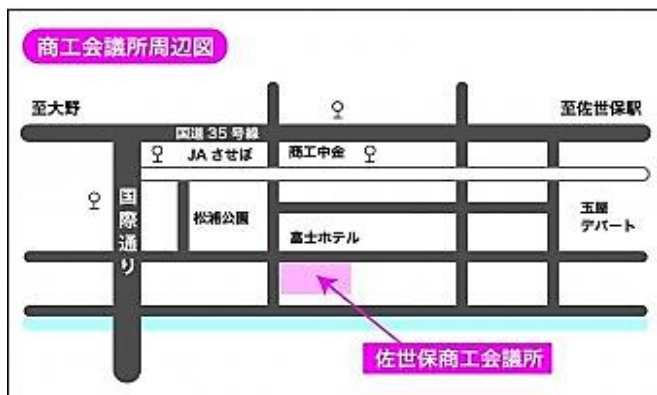 商工会議所周辺図
至大野
至佐世保駅
国道35号線
JAさせぼ
商工中金
国際通り
松浦公園
玉屋
デパート
富士ホテル
佐世保商工会議所